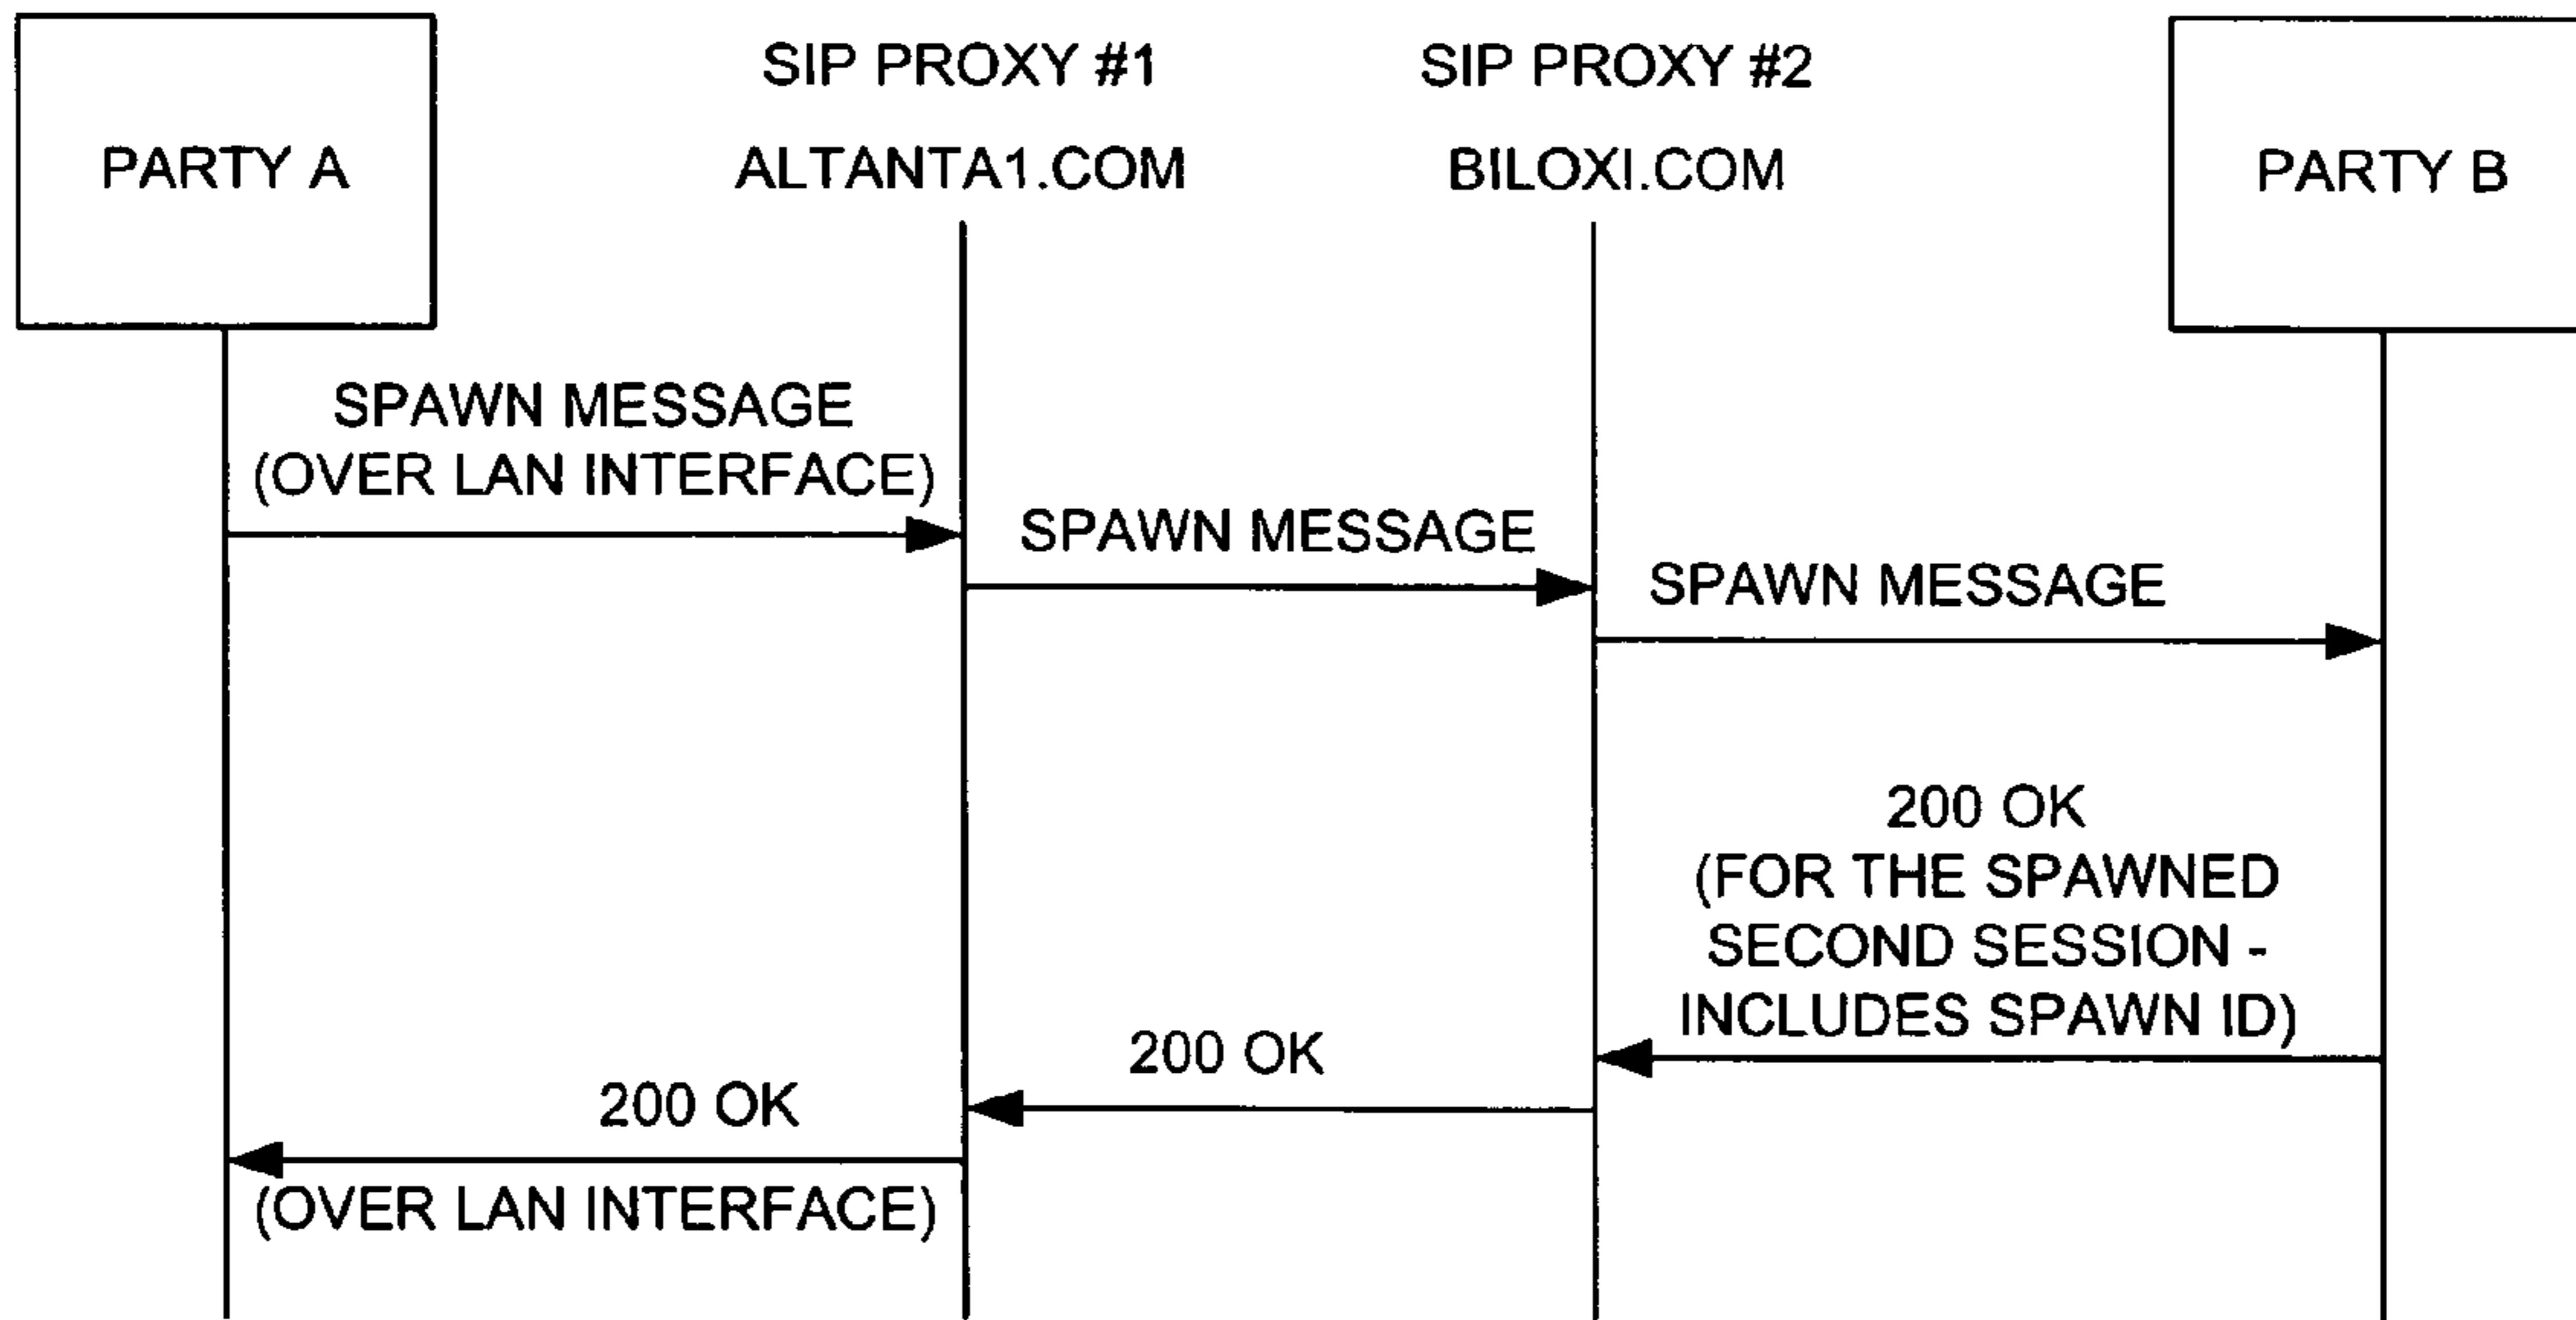 PARTY A
SIP PROXY #1
ALTANTA1.COM
SIP PROXY #2
BILOXI.COM
PARTY B
SPAWN MESSAGE
(OVER LAN INTERFACE)
SPAWN MESSAGE
SPAWN MESSAGE
200 OK
(FOR THE SPAWNED
SECOND SESSION -
INCLUDES SPAWN ID)
200 OK
200 OK
(OVER LAN INTERFACE)